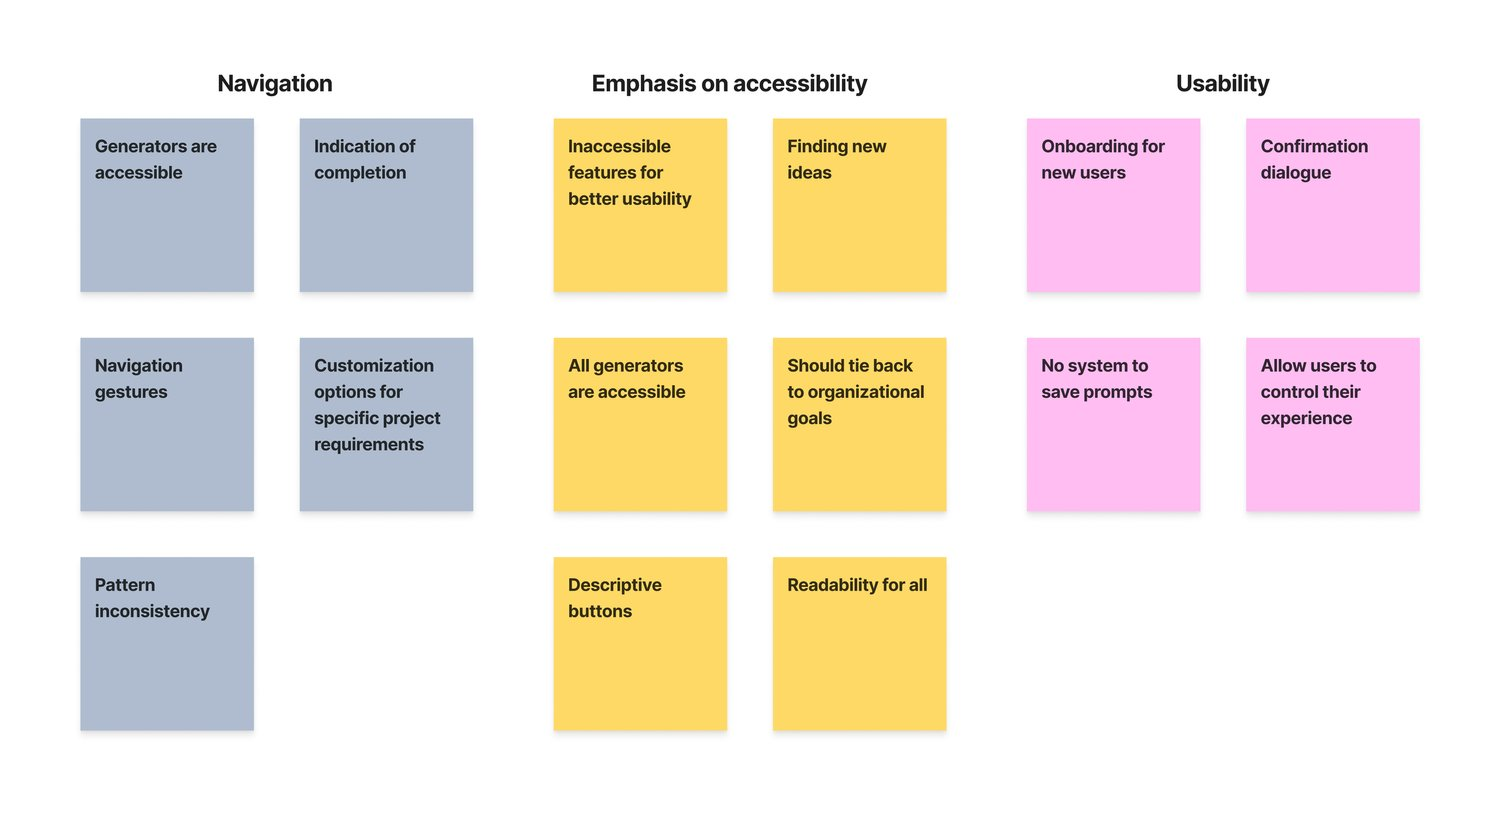 Navigation
Generators are
accessible
Indication of
completion
Navigation
gestures
Customization
options for
specific project
requirements
Pattern
inconsistency
Emphasis on accessibility
Inaccessible
features for
better usability
Finding new
ideas
All generators
are accessible
Should tie back
to organizational
goals
Descriptive
buttons
Readability for all
Usability
Onboarding for
new users
Confirmation
dialogue
No system to
save prompts
Allow users to
control their
experience